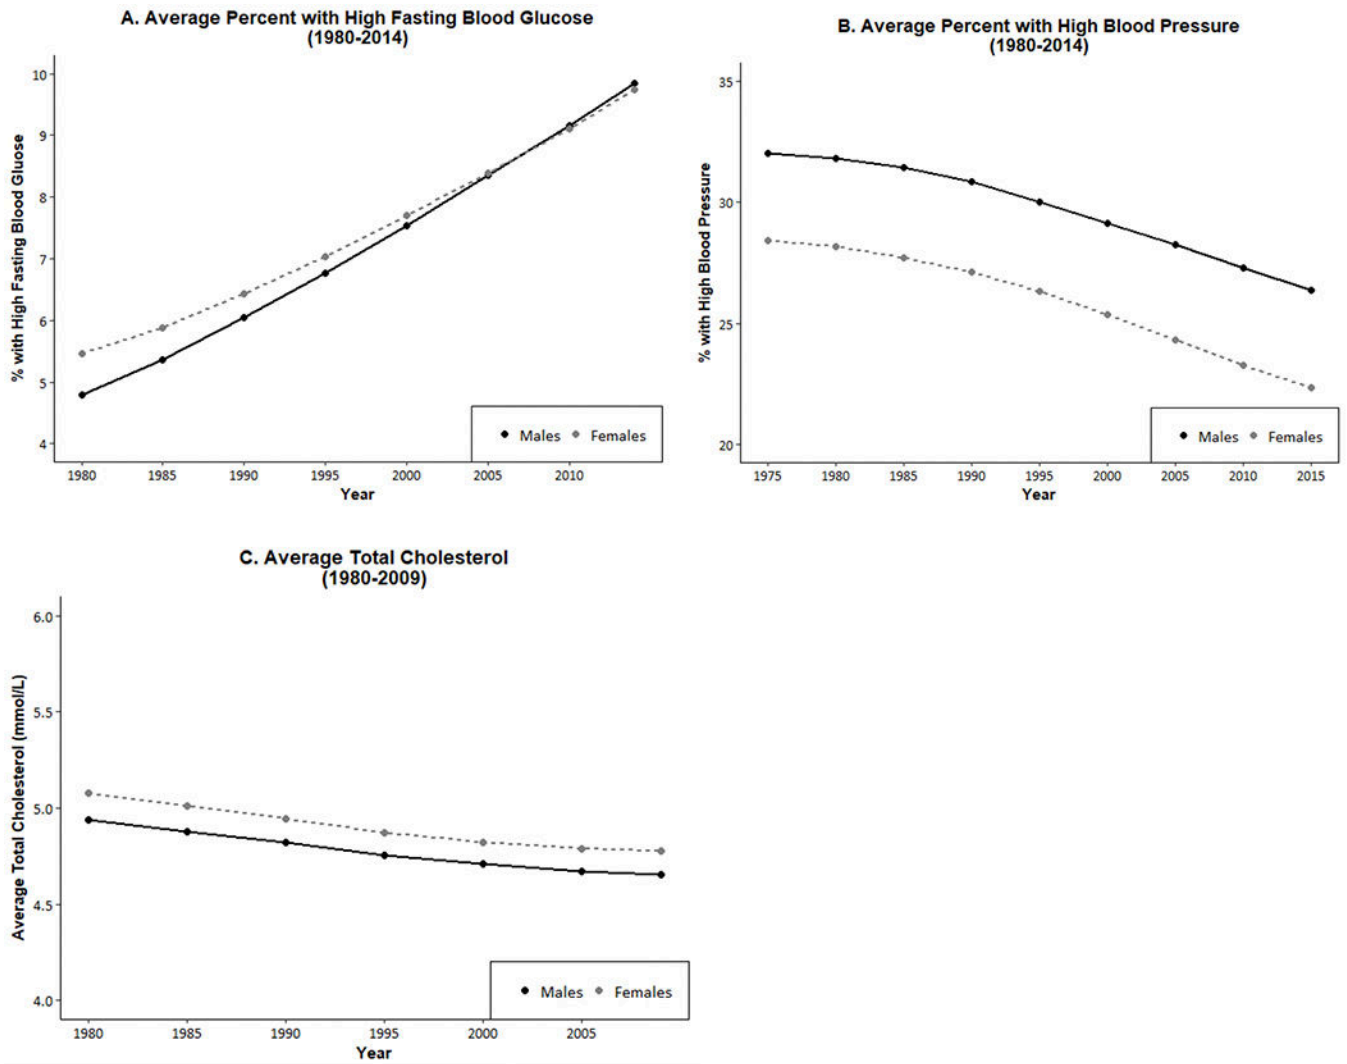 A. Average Percent with High Fasting Blood Glucose
(1980-2014)
% with High Fasting Blood Gluose
10
9
8
7
6
5
4
Males Females
1980 1985 1990 1995 2000 2005 2010
Year
B. Average Percent with High Blood Pressure
(1980-2014)
% with High Blood Pressure
35
30
25
20
Males Females
1975 1980 1985 1990 1995 2000 2005 2010 2015
Year
C. Average Total Cholesterol
(1980-2009)
Average Total Cholesterol (mmol/L)
6.0
5.5
5.0
4.5
4.0
Males Females
1980 1985 1990 1995 2000 2005
Year